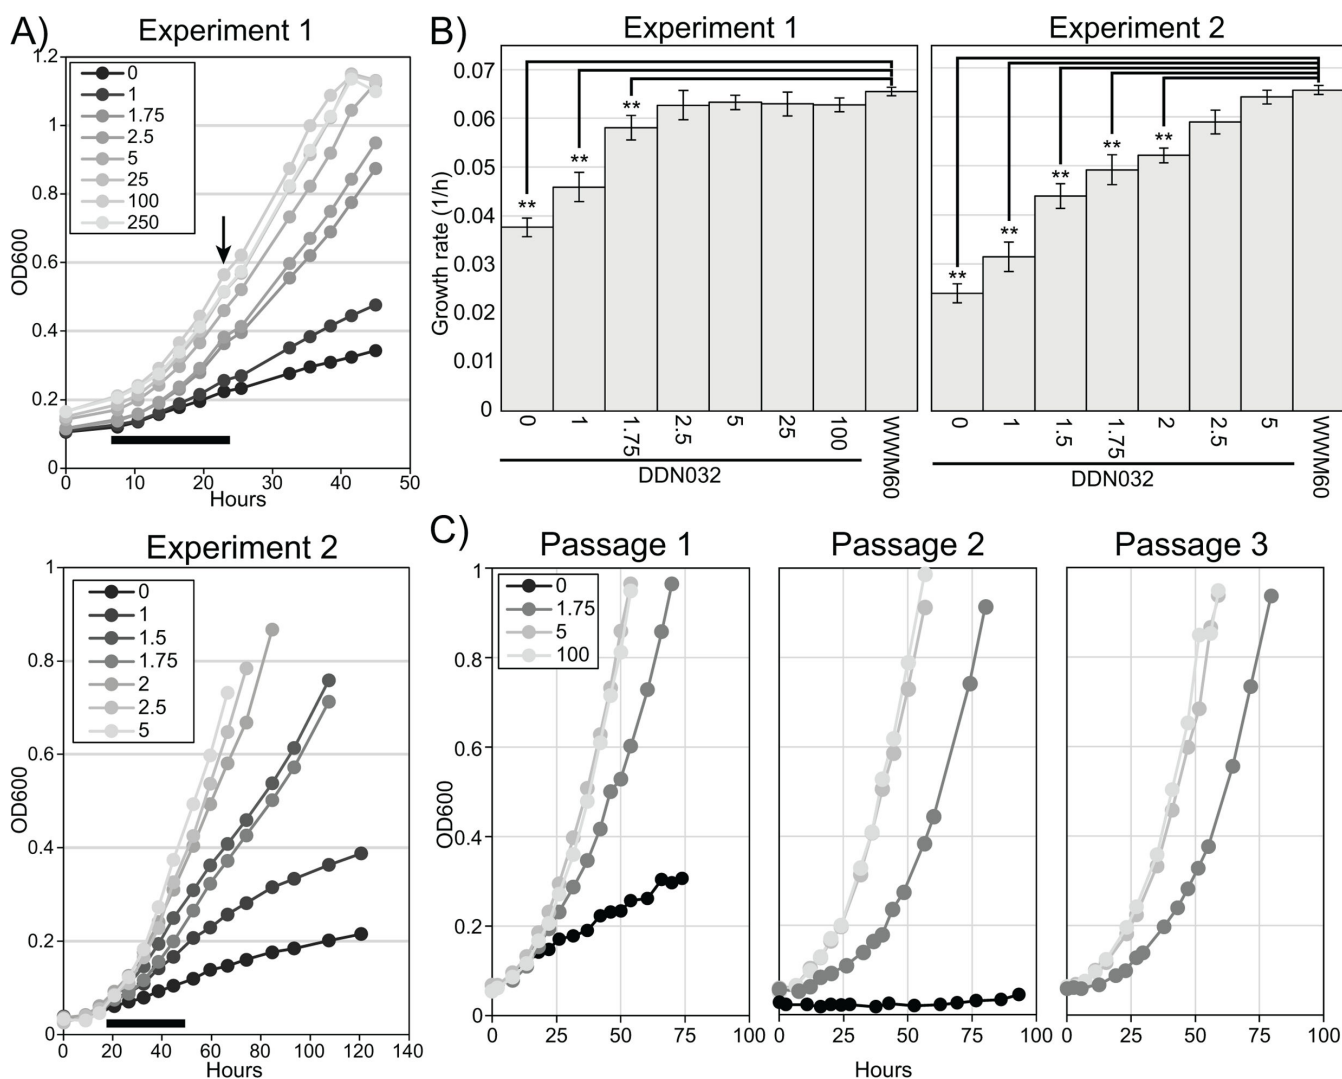 A)
Experiment 1
1.2
1
0.8
0.6
0.4
0.2
0
OD600
0
1
1.75
2.5
5
25
100
250
0 10 20 30 40 50
Hours
B)
Experiment 1
0.07
0.06
0.05
0.04
0.03
0.02
0.01
0
Growth rate (1/h)
** ** **
0 1 1.75 2.5 5 25 100 WWM60
DDN032
Experiment 2
** ** ** ** **
0 1 1.5 1.75 2 2.5 5 WWM60
DDN032
Experiment 2
1
0.8
0.6
0.4
0.2
0
OD600
0
1
1.5
1.75
2
2.5
5
0 20 40 60 80 100 120 140
Hours
C)
Passage 1
1
0.8
0.6
0.4
0.2
0
OD600
0
1.75
5
100
0 25 50 75 100
Passage 2
0 25 50 75 100
Passage 3
0 25 50 75 100
Hours